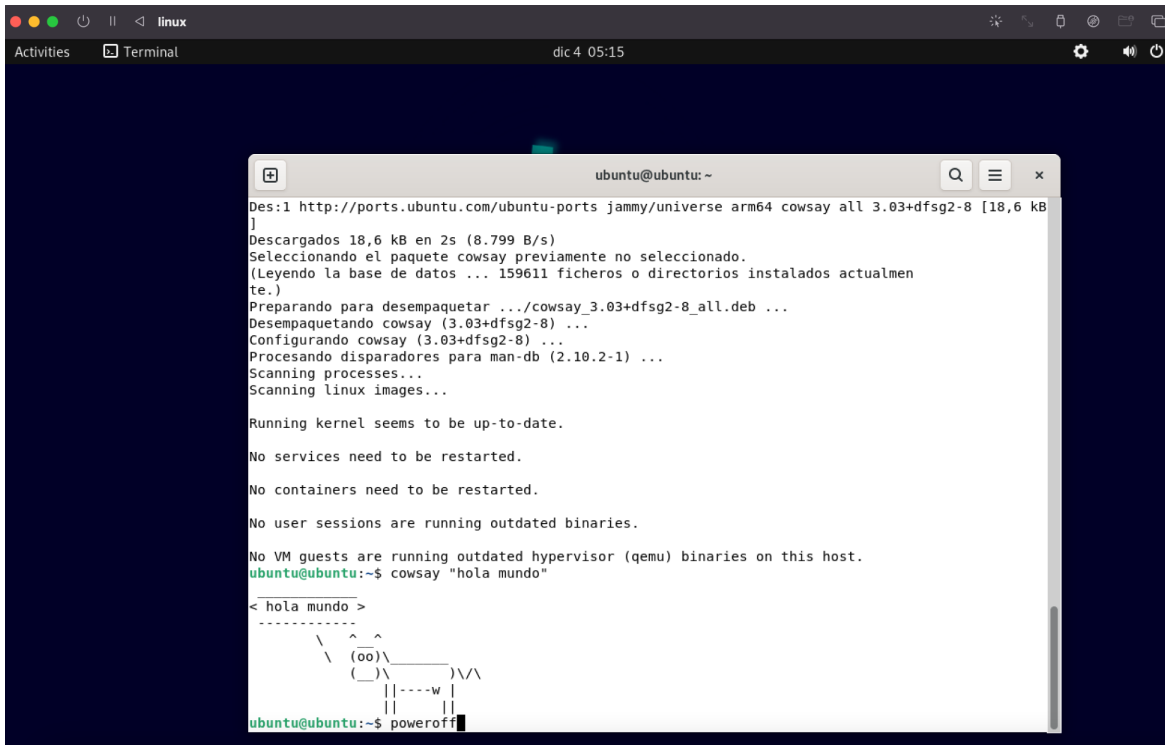 linux
Activities Terminal dic 4 05:15
ubuntu@ubuntu: ~
Des:1 http://ports.ubuntu.com/ubuntu-ports jammy/universe arm64 cowsay all 3.03+dfsg2-8 [18,6 kB
]
Descargados 18,6 kB en 2s (8.799 B/s)
Seleccionando el paquete cowsay previamente no seleccionado.
(Leyendo la base de datos ... 159611 ficheros o directorios instalados actualmen
te.)
Preparando para desempaquetar .../cowsay_3.03+dfsg2-8_all.deb ...
Desempaquetando cowsay (3.03+dfsg2-8) ...
Configurando cowsay (3.03+dfsg2-8) ...
Procesando disparadores para man-db (2.10.2-1) ...
Scanning processes...
Scanning linux images...
Running kernel seems to be up-to-date.
No services need to be restarted.
No containers need to be restarted.
No user sessions are running outdated binaries.
No VM guests are running outdated hypervisor (qemu) binaries on this host.
ubuntu@ubuntu:~$ cowsay "hola mundo"
 ____________
< hola mundo >
 ------------
        \   ^__^
         \  (oo)\_______
            (__)\       )\/\
                ||----w |
                ||     ||
ubuntu@ubuntu:~$ poweroff